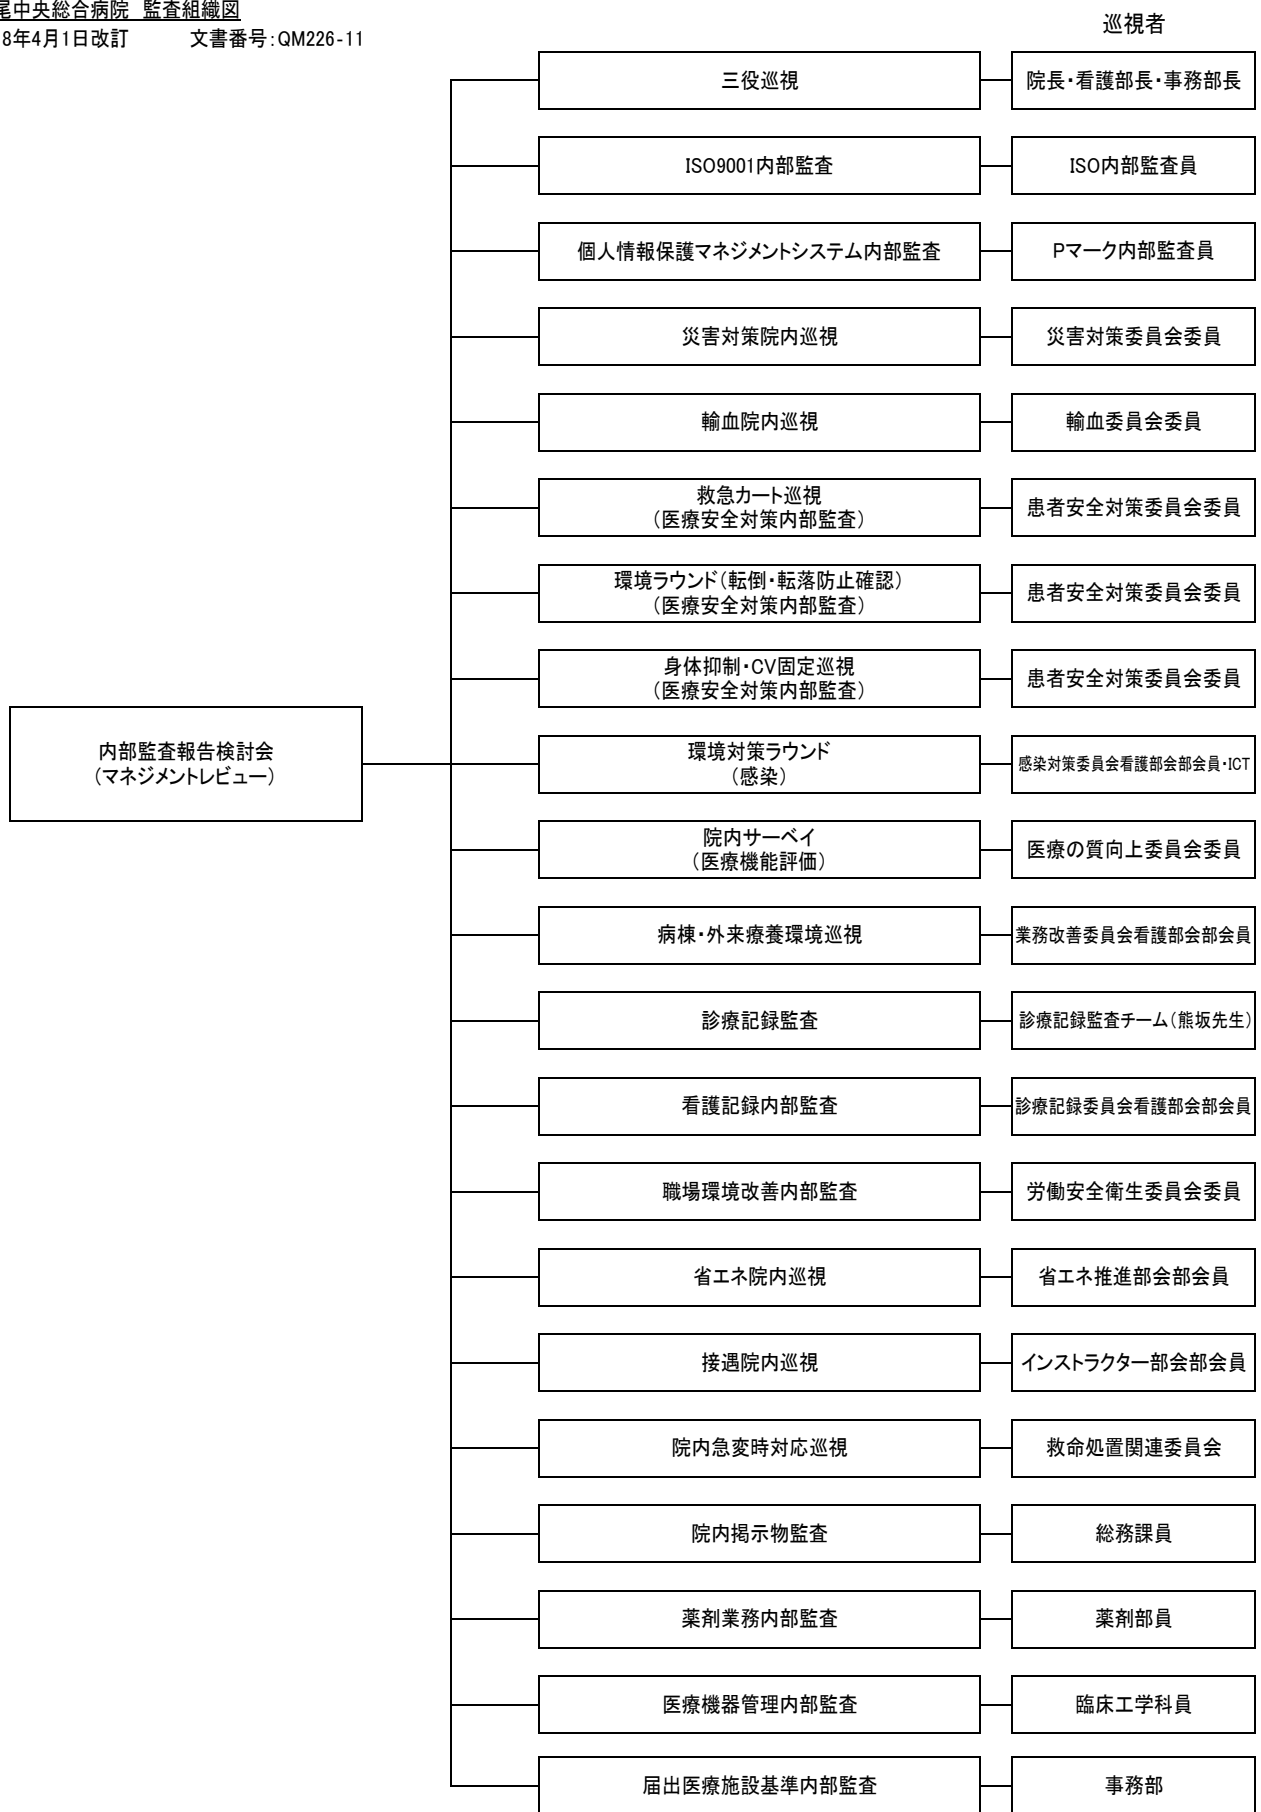 尾中央総合病院 監査組織図
8年4月1日改訂 文書番号:QM226-11
巡視者
三役巡視
院長・看護部長・事務部長
ISO9001内部監査
ISO内部監査員
個人情報保護マネジメントシステム内部監査
Pマーク内部監査員
災害対策院内巡視
災害対策委員会委員
輸血院内巡視
輸血委員会委員
救急カート巡視
(医療安全対策内部監査)
患者安全対策委員会委員
環境ラウンド(転倒・転落防止確認)
(医療安全対策内部監査)
患者安全対策委員会委員
身体抑制・CV固定巡視
(医療安全対策内部監査)
患者安全対策委員会委員
内部監査報告検討会
(マネジメントレビュー)
環境対策ラウンド
(感染)
感染対策委員会看護部会部会員・ICT
院内サーベイ
(医療機能評価)
医療の質向上委員会委員
病棟・外来療養環境巡視
業務改善委員会看護部会部会員
診療記録監査
診療記録監査チーム(熊坂先生)
看護記録内部監査
診療記録委員会看護部会部会員
職場環境改善内部監査
労働安全衛生委員会委員
省エネ院内巡視
省エネ推進部会部会員
接遇院内巡視
インストラクター部会部会員
院内急変時対応巡視
救命処置関連委員会
院内掲示物監査
総務課員
薬剤業務内部監査
薬剤部員
医療機器管理内部監査
臨床工学科員
届出医療施設基準内部監査
事務部